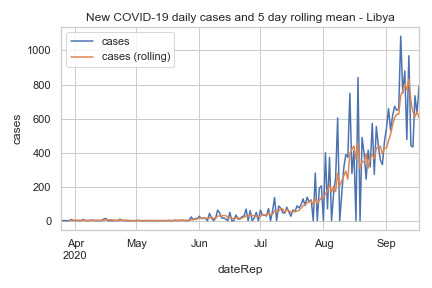 New COVID-19 daily cases and 5 day rolling mean - Libya
cases
cases (rolling)
1000
800
600
400
200
0
cases
Apr
2020
May
Jun
Jul
Aug
Sep
dateRep